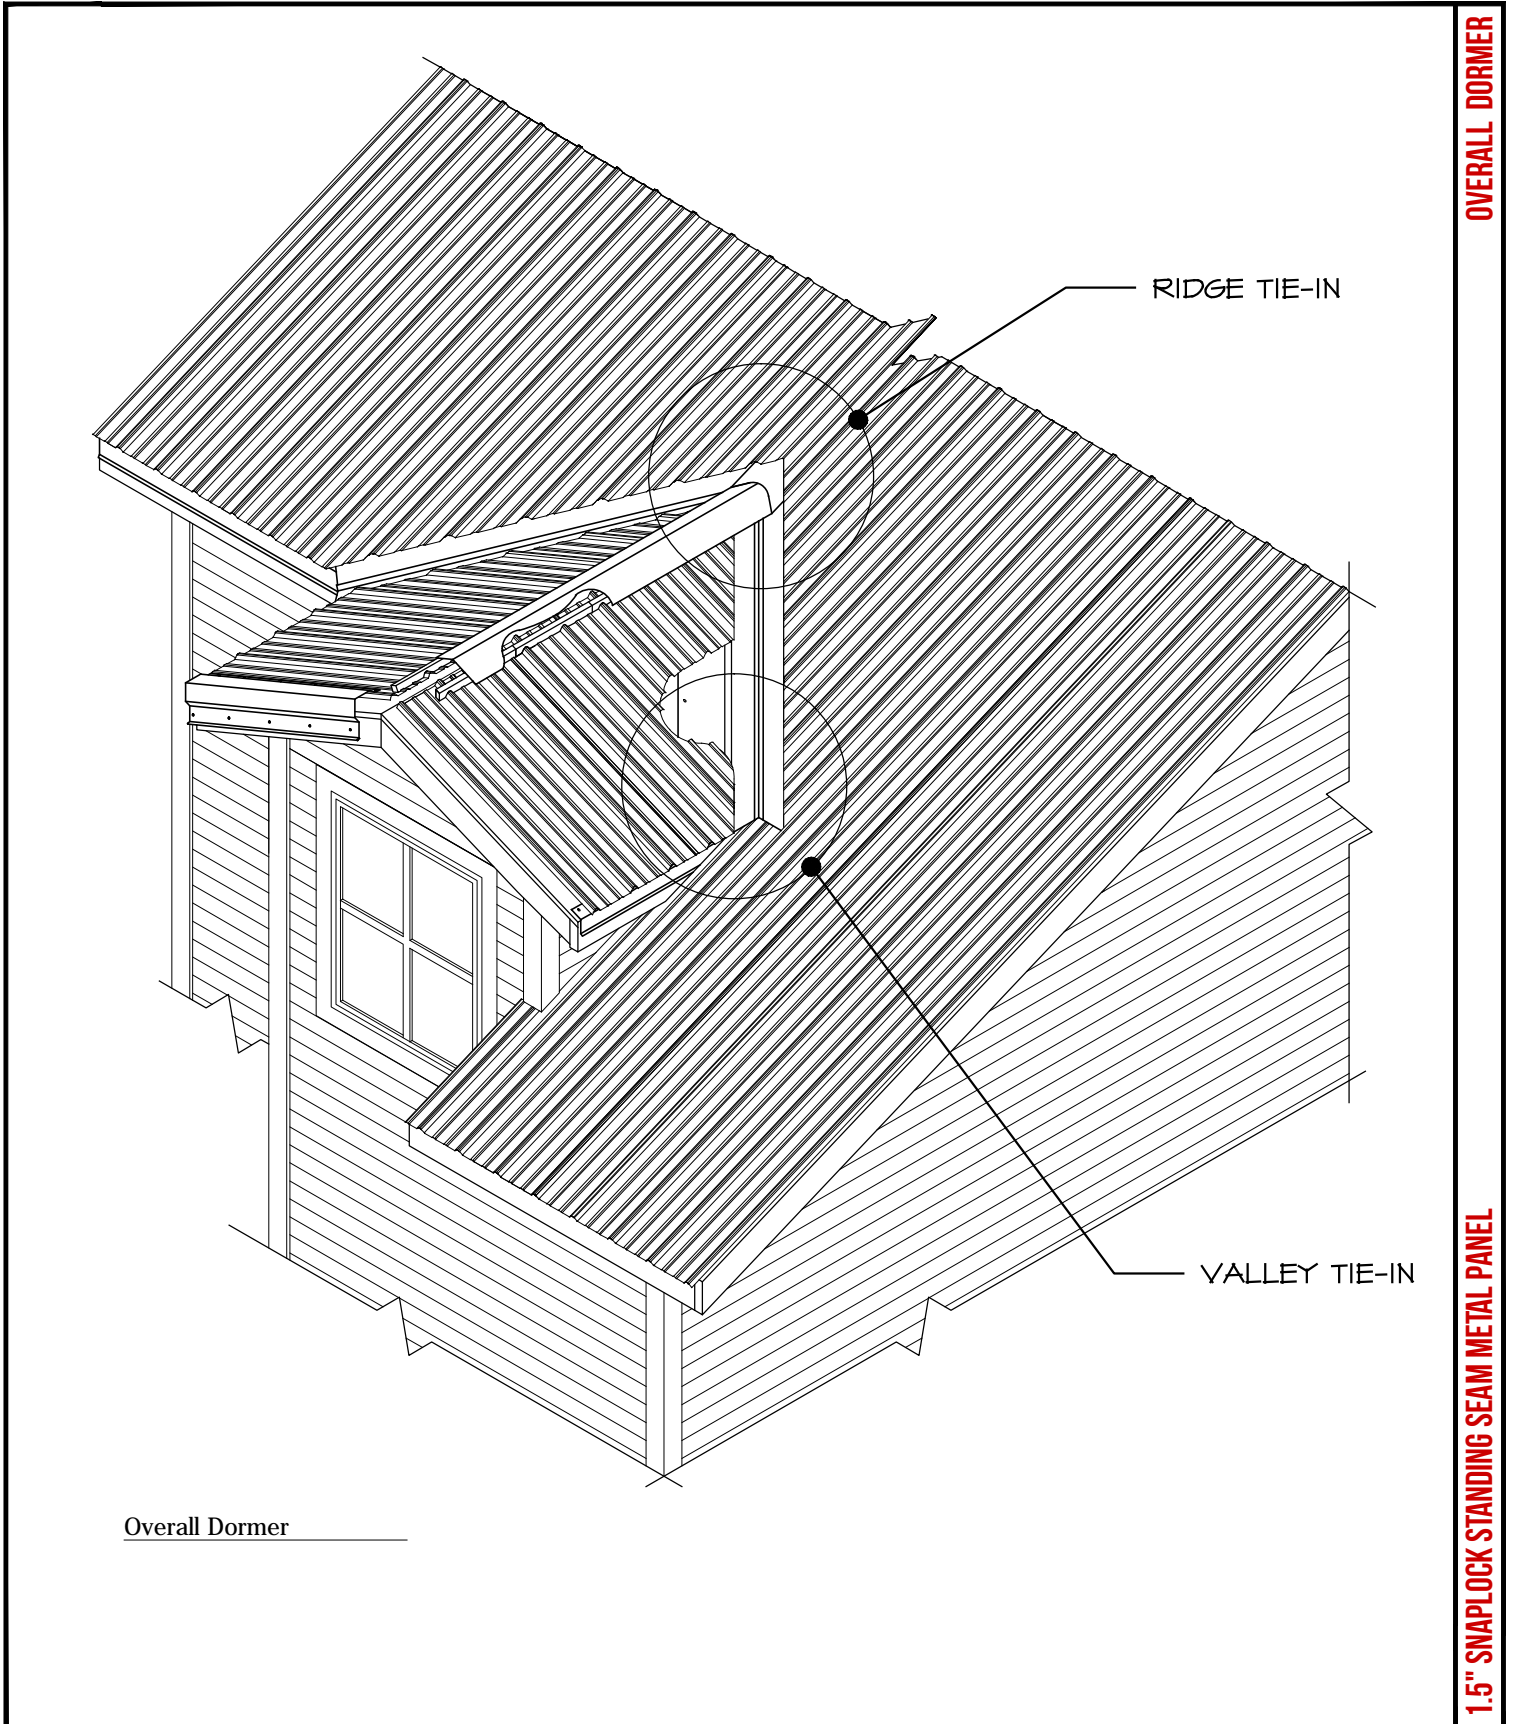 OVERALL DORMER
RIDGE TIE-IN
VALLEY TIE-IN
1.5" SNAPLOCK STANDING SEAM METAL PANEL
Overall Dormer